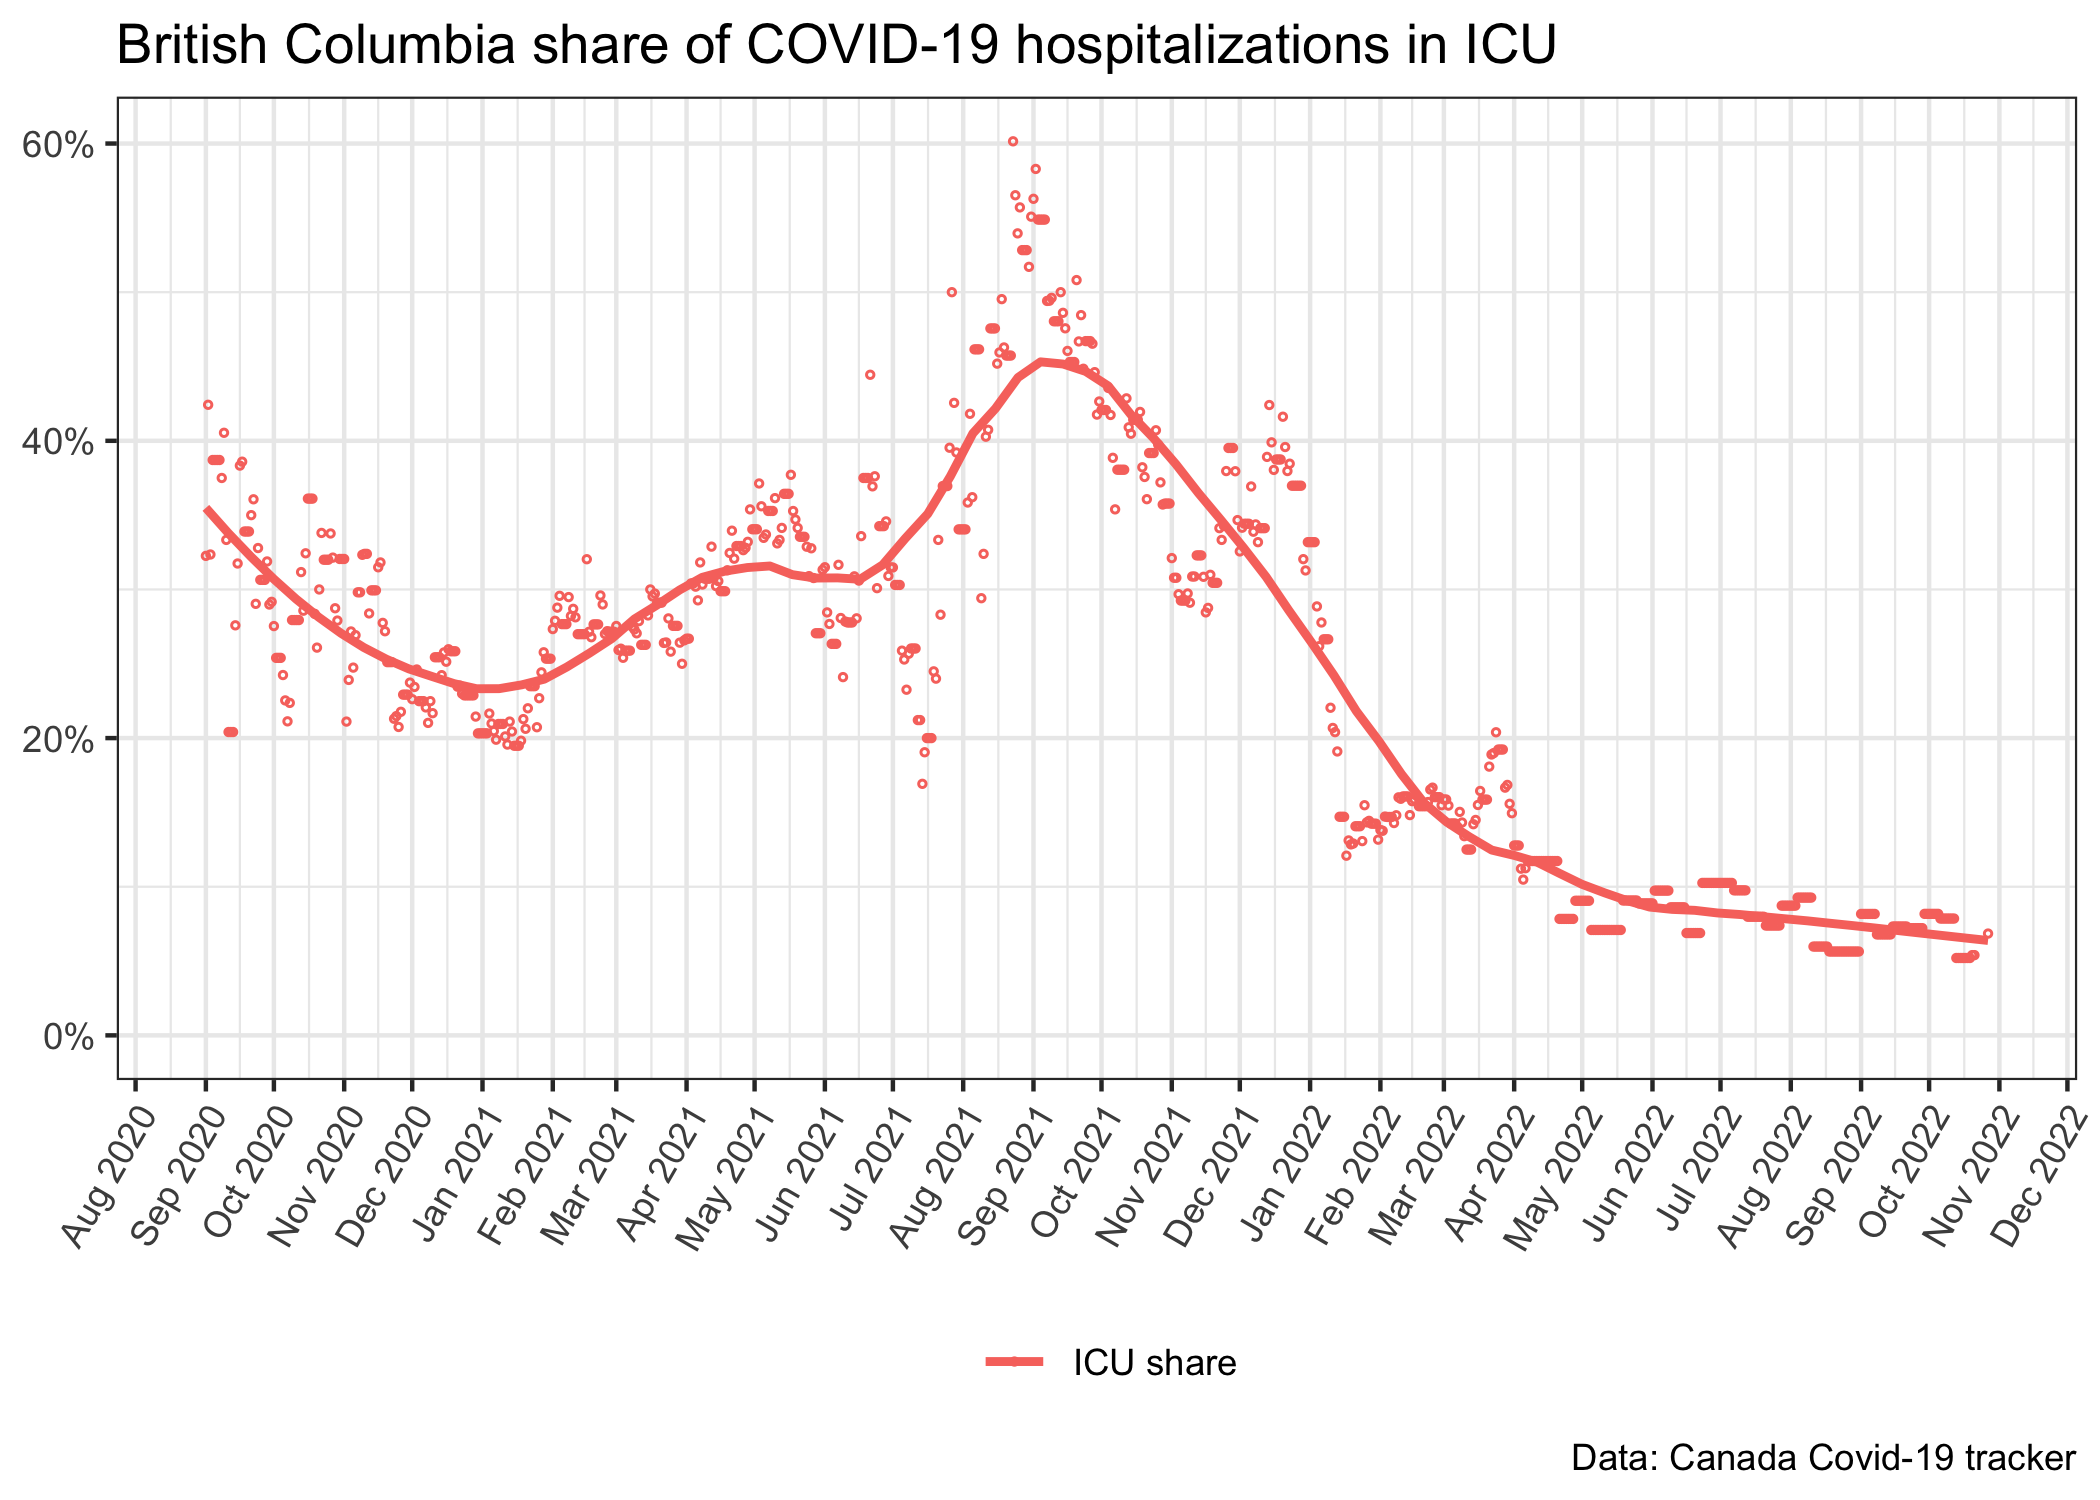 British Columbia share of COVID-19 hospitalizations in ICU
60%
40%
20%
0%
Aug 2020
Sep 2020
Oct 2020
Nov 2020
Dec 2020
Jan 2021
Feb 2021
Mar 2021
Apr 2021
May 2021
Jun 2021
Jul 2021
Aug 2021
Sep 2021
Oct 2021
Nov 2021
Dec 2021
Jan 2022
Feb 2022
Mar 2022
Apr 2022
May 2022
Jun 2022
Jul 2022
Aug 2022
Sep 2022
Oct 2022
Nov 2022
Dec 2022
ICU share
Data: Canada Covid-19 tracker